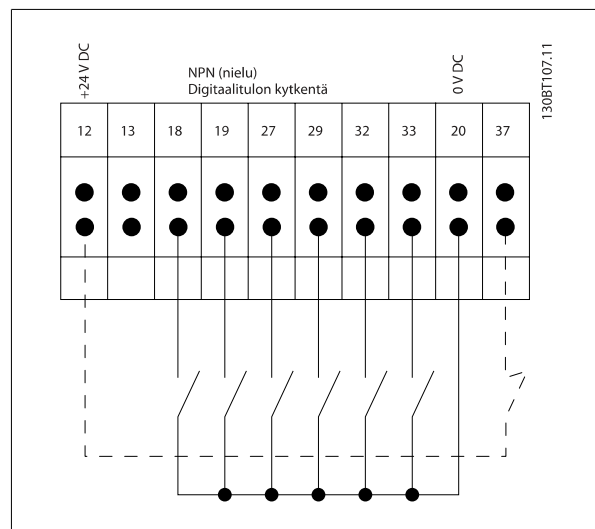 +24 V DC
NPN (nielu)
Digitaalitulon kytkentä
0 V DC
130BT107.11
12 13 18 19 27 29 32 33 20 37